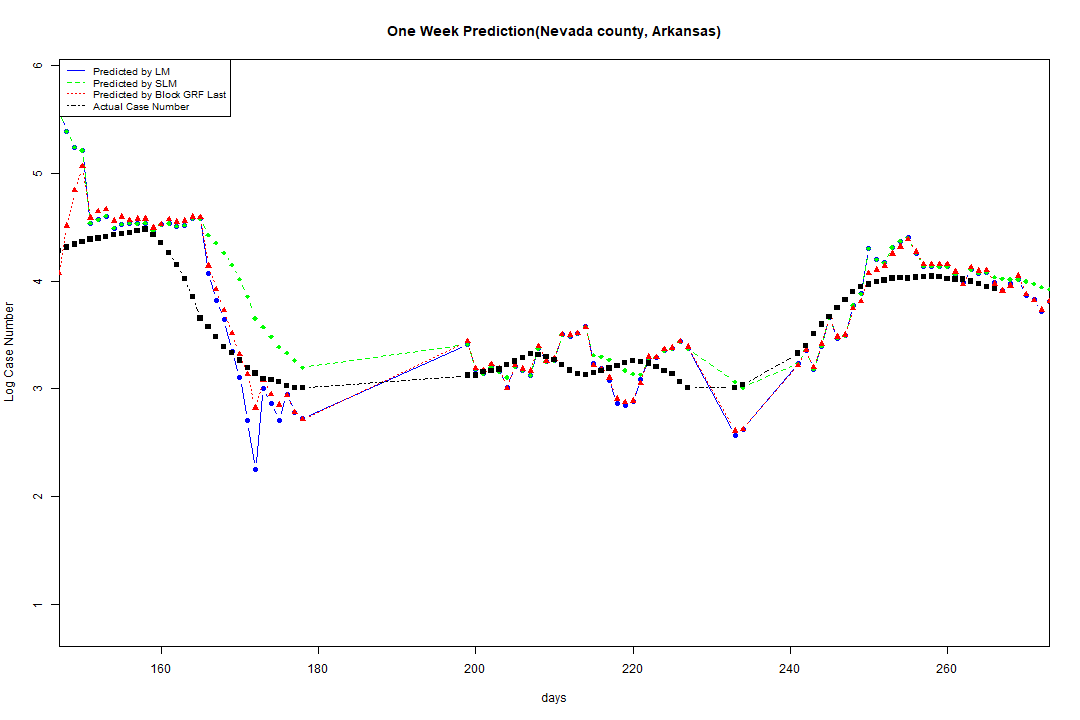 One Week Prediction(Nevada county, Arkansas)
Predicted by LM
Predicted by SLM
Predicted by Block GRF Last
Actual Case Number
6
5
4
3
2
1
Log Case Number
160 180 200 220 240 260
days